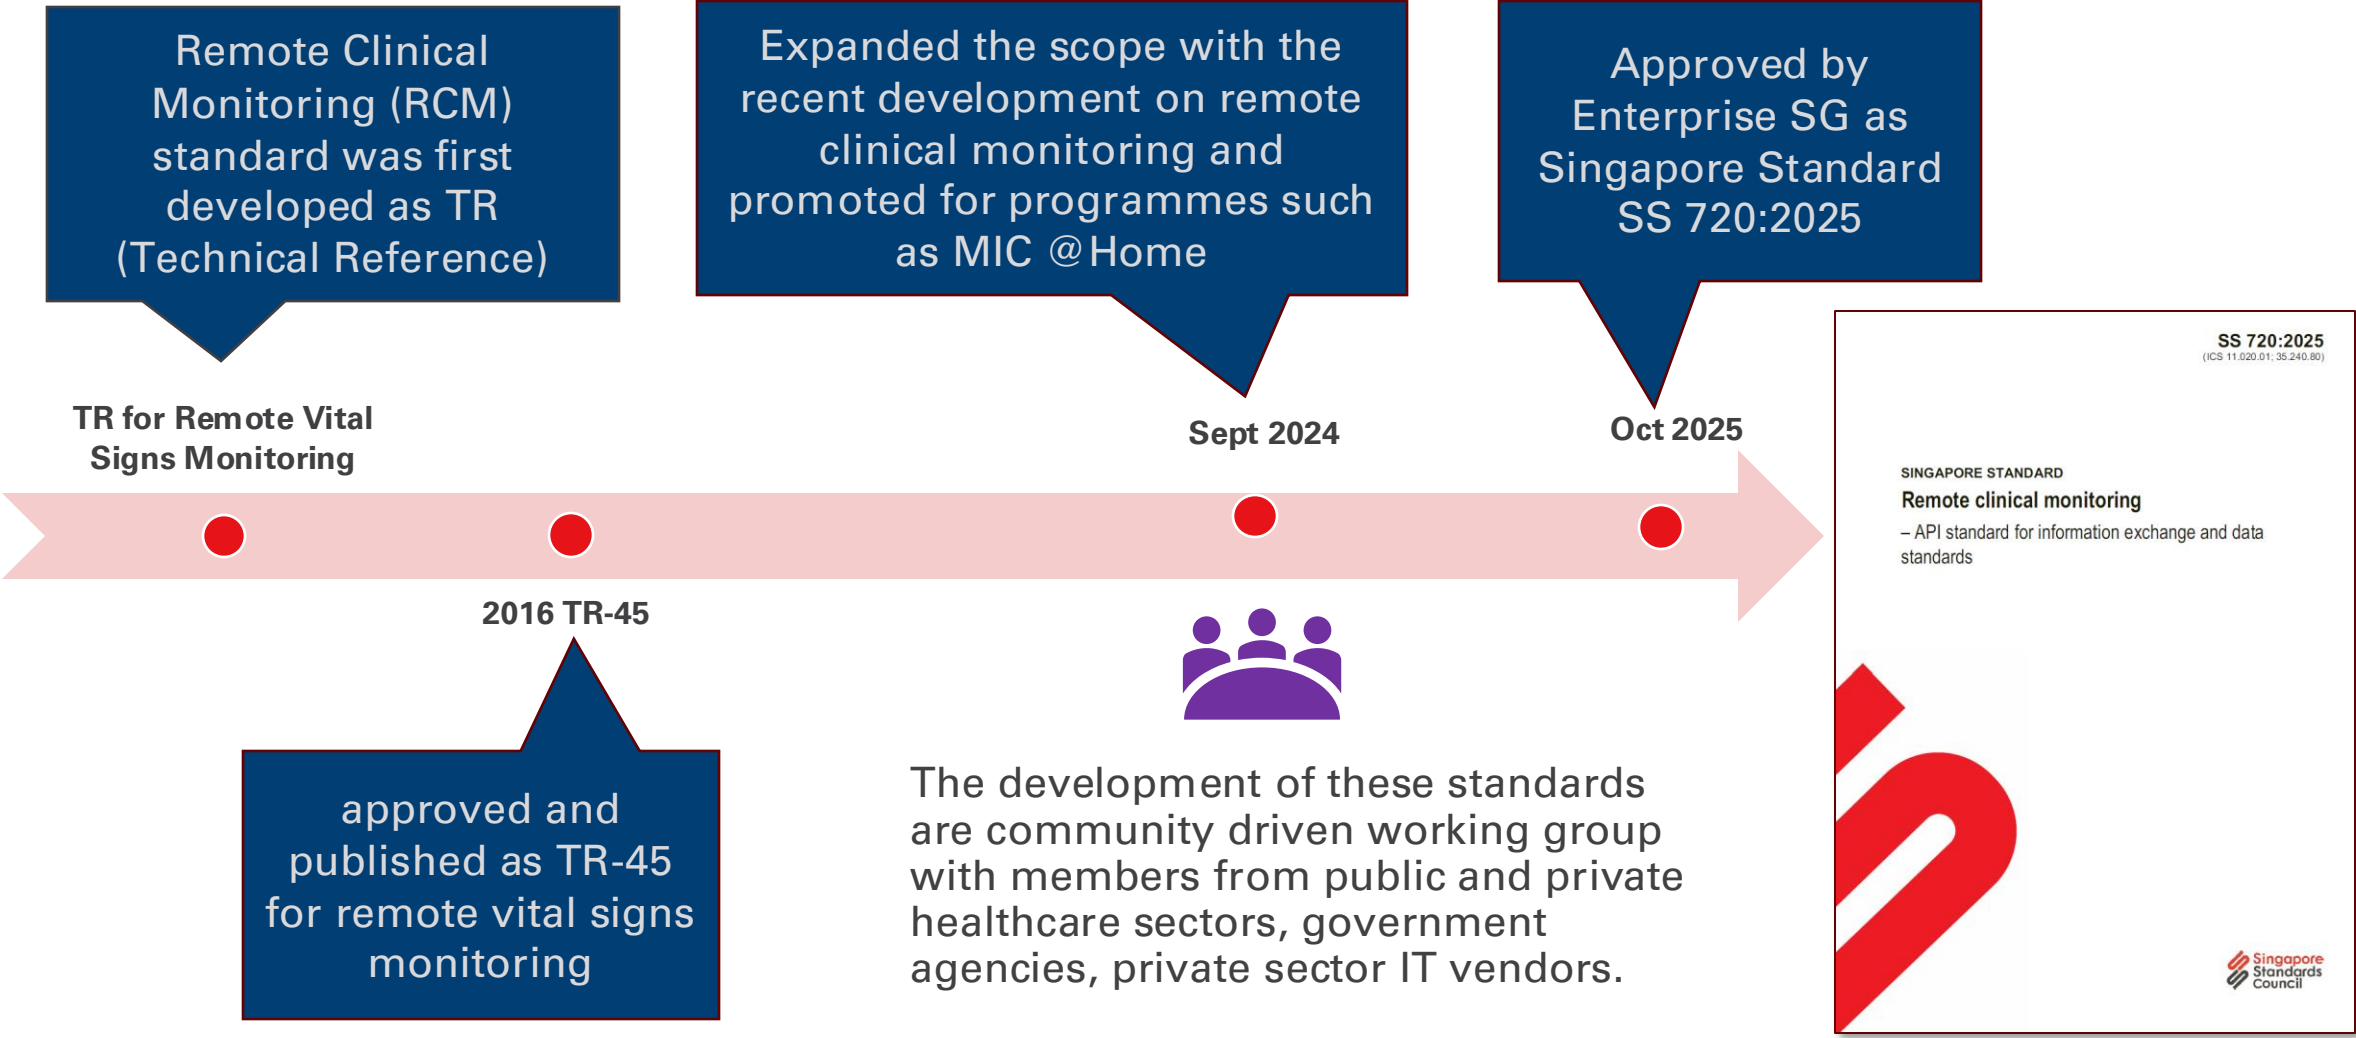 Remote Clinical
Monitoring (RCM)
standard was first
developed as TR
(Technical Reference)
Expanded the scope with the
recent development on remote
clinical monitoring and
promoted for programmes such
as MIC @Home
Approved by
Enterprise SG as
Singapore Standard
SS 720:2025
TR for Remote Vital
Signs Monitoring
Sept 2024
Oct 2025
2016 TR-45
approved and
published as TR-45
for remote vital signs
monitoring
The development of these standards
are community driven working group
with members from public and private
healthcare sectors, government
agencies, private sector IT vendors.
SS 720:2025
(ICS 11.020.01; 35.240.80)
SINGAPORE STANDARD
Remote clinical monitoring
– API standard for information exchange and data
standards
Singapore
Standards
Council